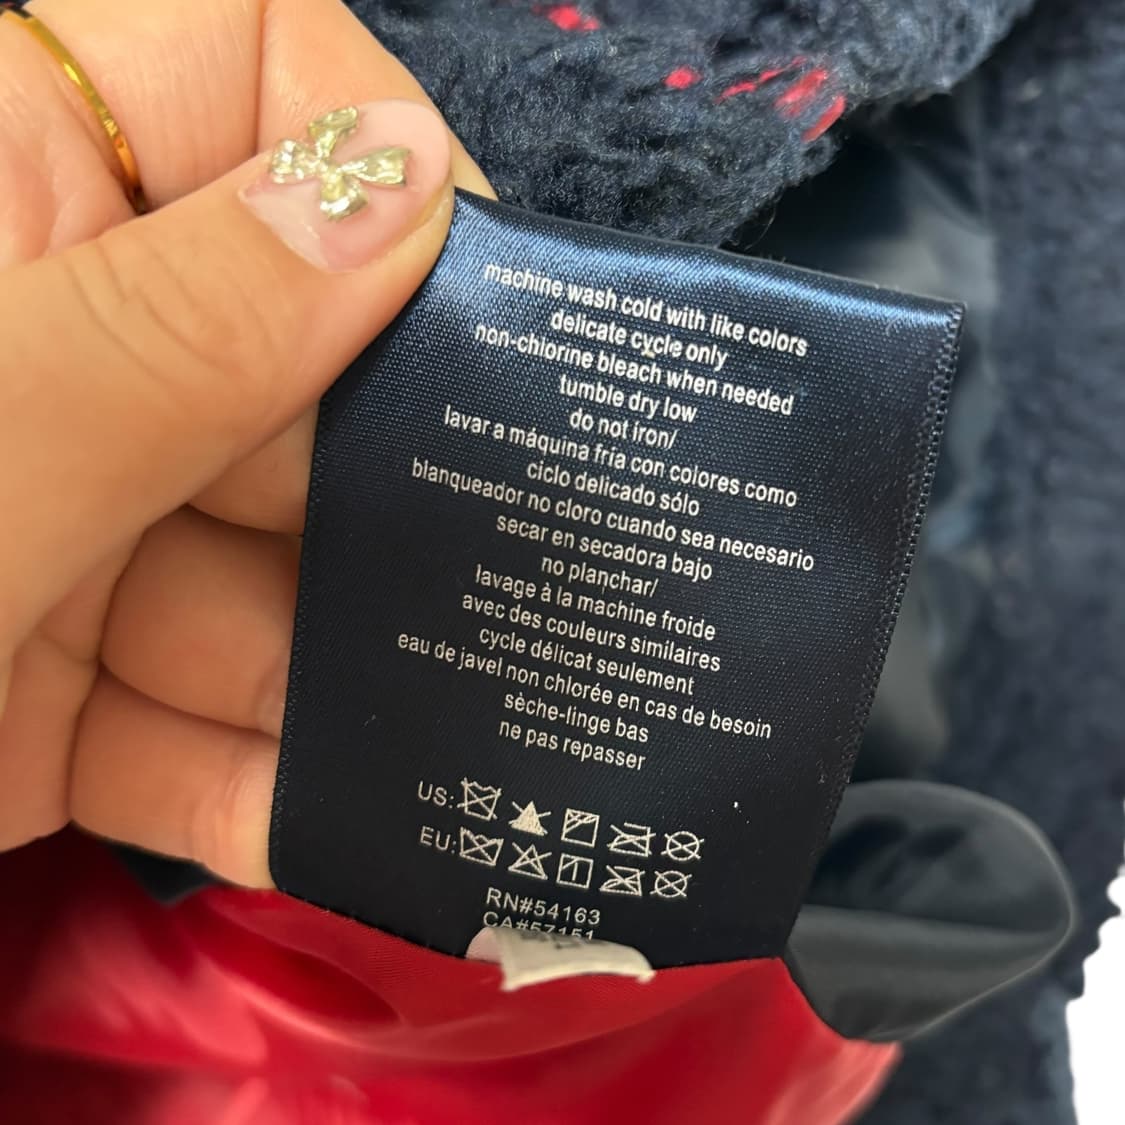 machine wash cold with like colors
delicate cycle only
non-chlorine bleach when needed
tumble dry low
do not iron/
lavar a máquina fría con colores como
ciclo delicado sólo
blanqueador no cloro cuando sea necesario
secar en secadora bajo
no planchar/
lavage à la machine froide
avec des couleurs similaires
cycle délicat seulement
eau de javel non chlorée en cas de besoin
sèche-linge bas
ne pas repasser
US:
EU:
RN#54163
CA#57151